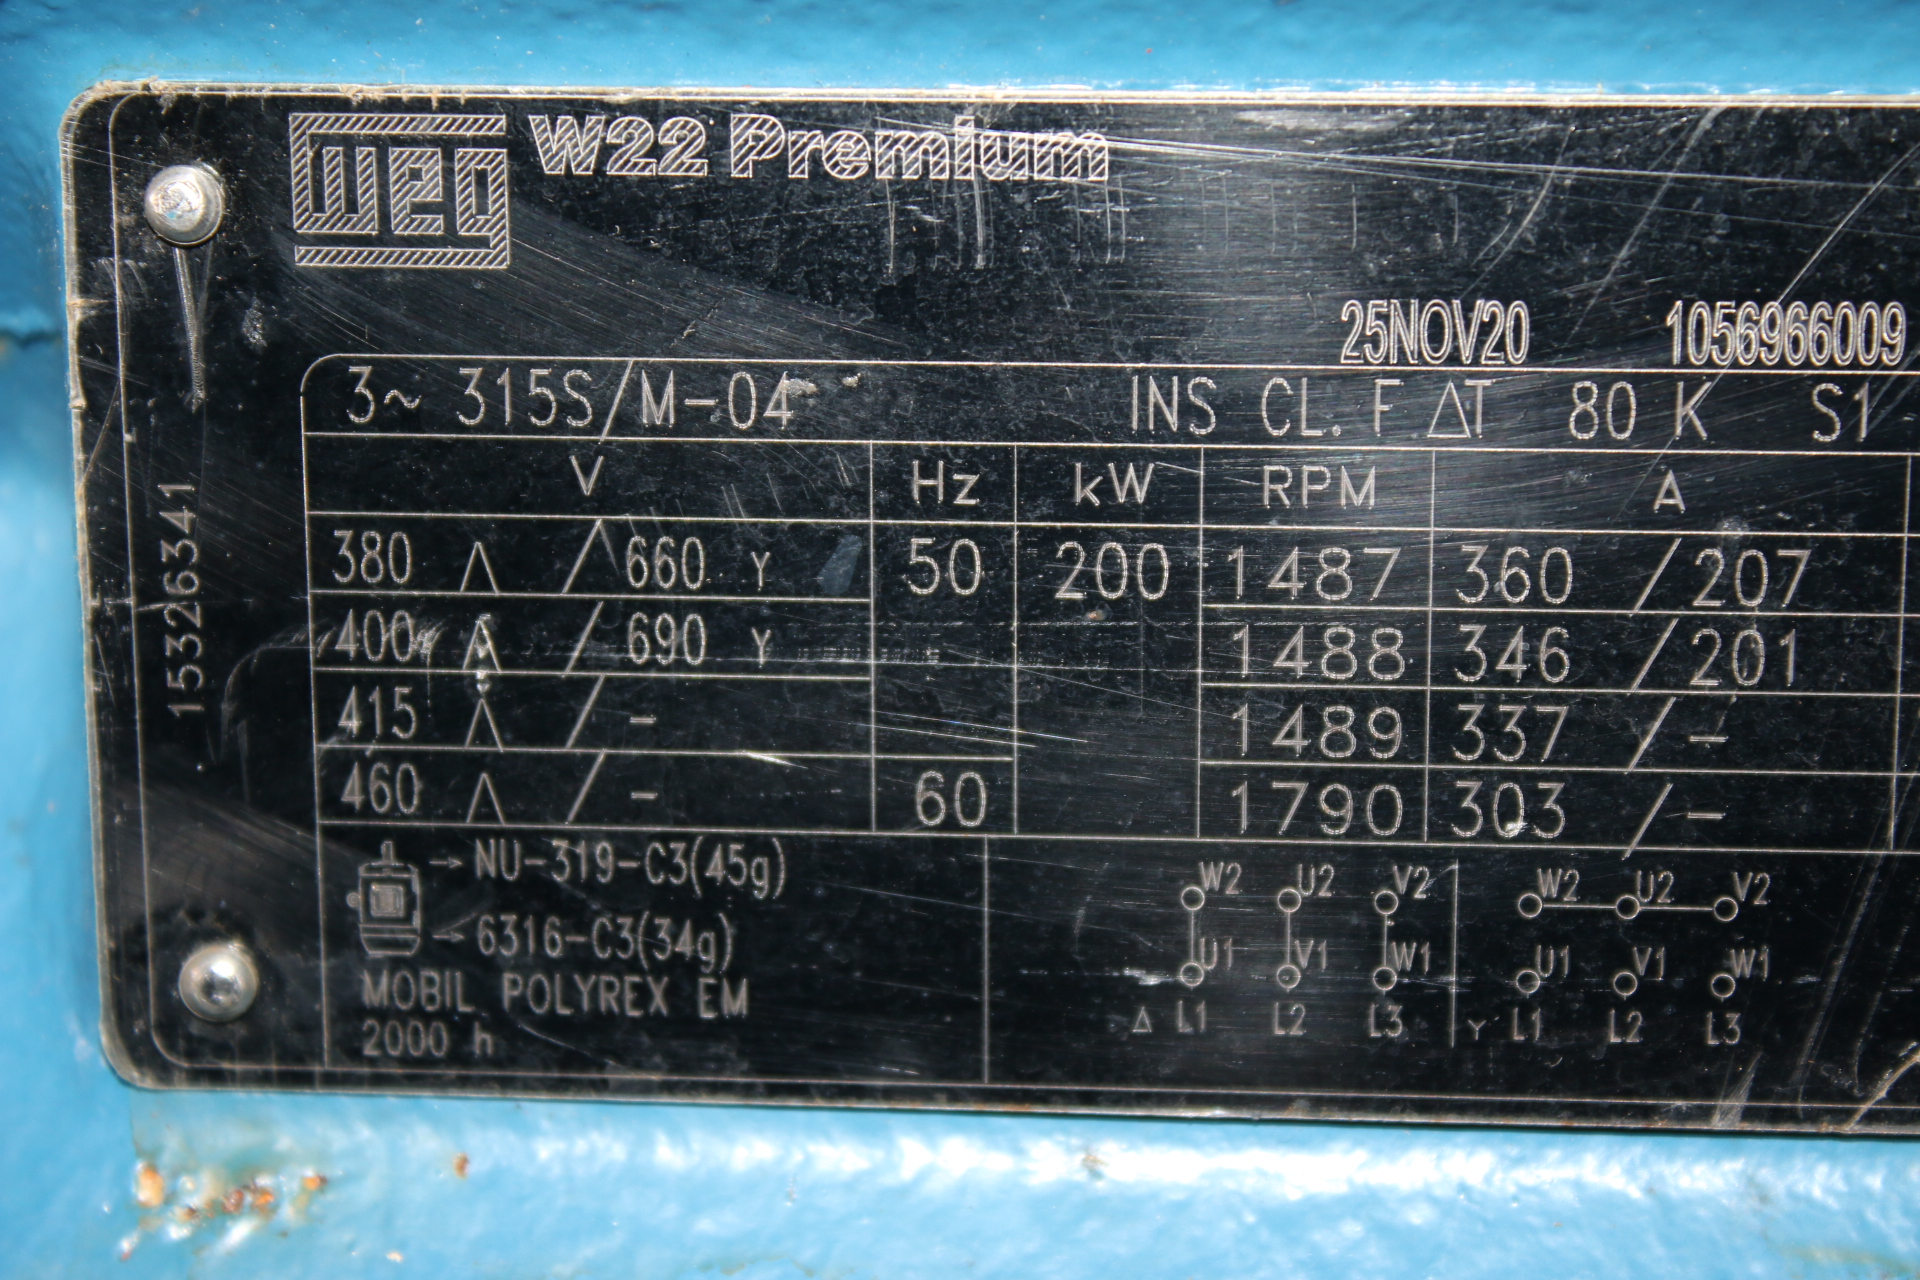 weg W22 Premium
25NOV20 1056966009
3~ 315S/M-04 INS CL. F ΔT 80 K S1
V Hz kW RPM A
380 Δ / 660 Y 50 200 1487 360 / 207
400 Δ / 690 Y 1488 346 / 201
415 Δ / - 1489 337 / -
460 Δ / - 60 1790 303 / -
→ NU-319-C3(45g)
→ 6316-C3(34g)
MOBIL POLYREX EM
2000 h
W2 U2 V2 W2 U2 V2
U1 V1 W1 U1 V1 W1
Δ L1 L2 L3 Y L1 L2 L3
15326341